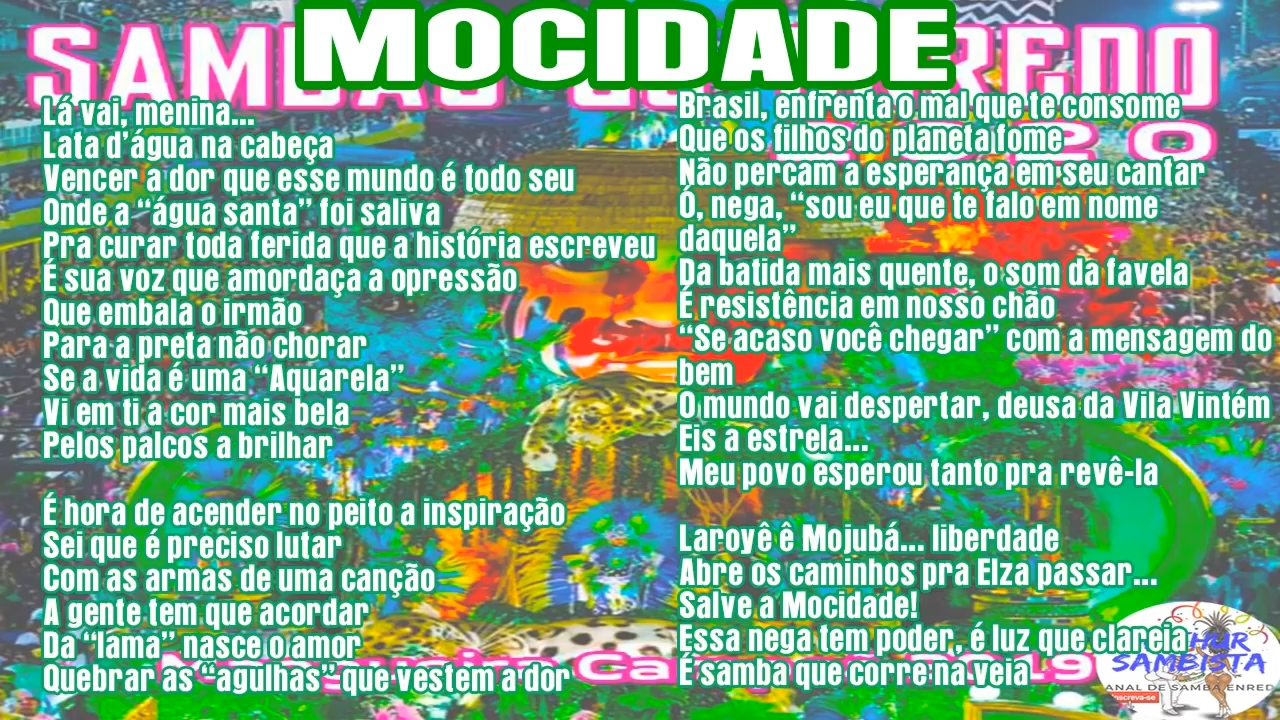 MOCIDADE
Lá vai, menina...
Lata d’água na cabeça
Vencer a dor que esse mundo é todo seu
Onde a “água santa” foi saliva
Pra curar toda ferida que a história escreveu
É sua voz que amordaça a opressão
Que embala o irmão
Para a preta não chorar
Se a vida é uma “Aquarela”
Vi em ti a cor mais bela
Pelos palcos a brilhar
É hora de acender no peito a inspiração
Sei que é preciso lutar
Com as armas de uma canção
A gente tem que acordar
Da “lama” nasce o amor
Quebrar as “agulhas” que vestem a dor
Brasil, enfrenta o mal que te consome
Que os filhos do planeta fome
Não percam a esperança em seu cantar
Ó, nega, “sou eu que te falo em nome
daquela”
Da batida mais quente, o som da favela
É resistência em nosso chão
“Se acaso você chegar” com a mensagem do
bem
O mundo vai despertar, deusa da Vila Vintém
Eis a estrela...
Meu povo esperou tanto pra revê-la
Laroyê ê Mojubá... liberdade
Abre os caminhos pra Elza passar...
Salve a Mocidade!
Essa nega tem poder, é luz que clareia
É samba que corre na veia
SAMBISTA
ANAL DE SAMBA ENRED
Inscreva-se